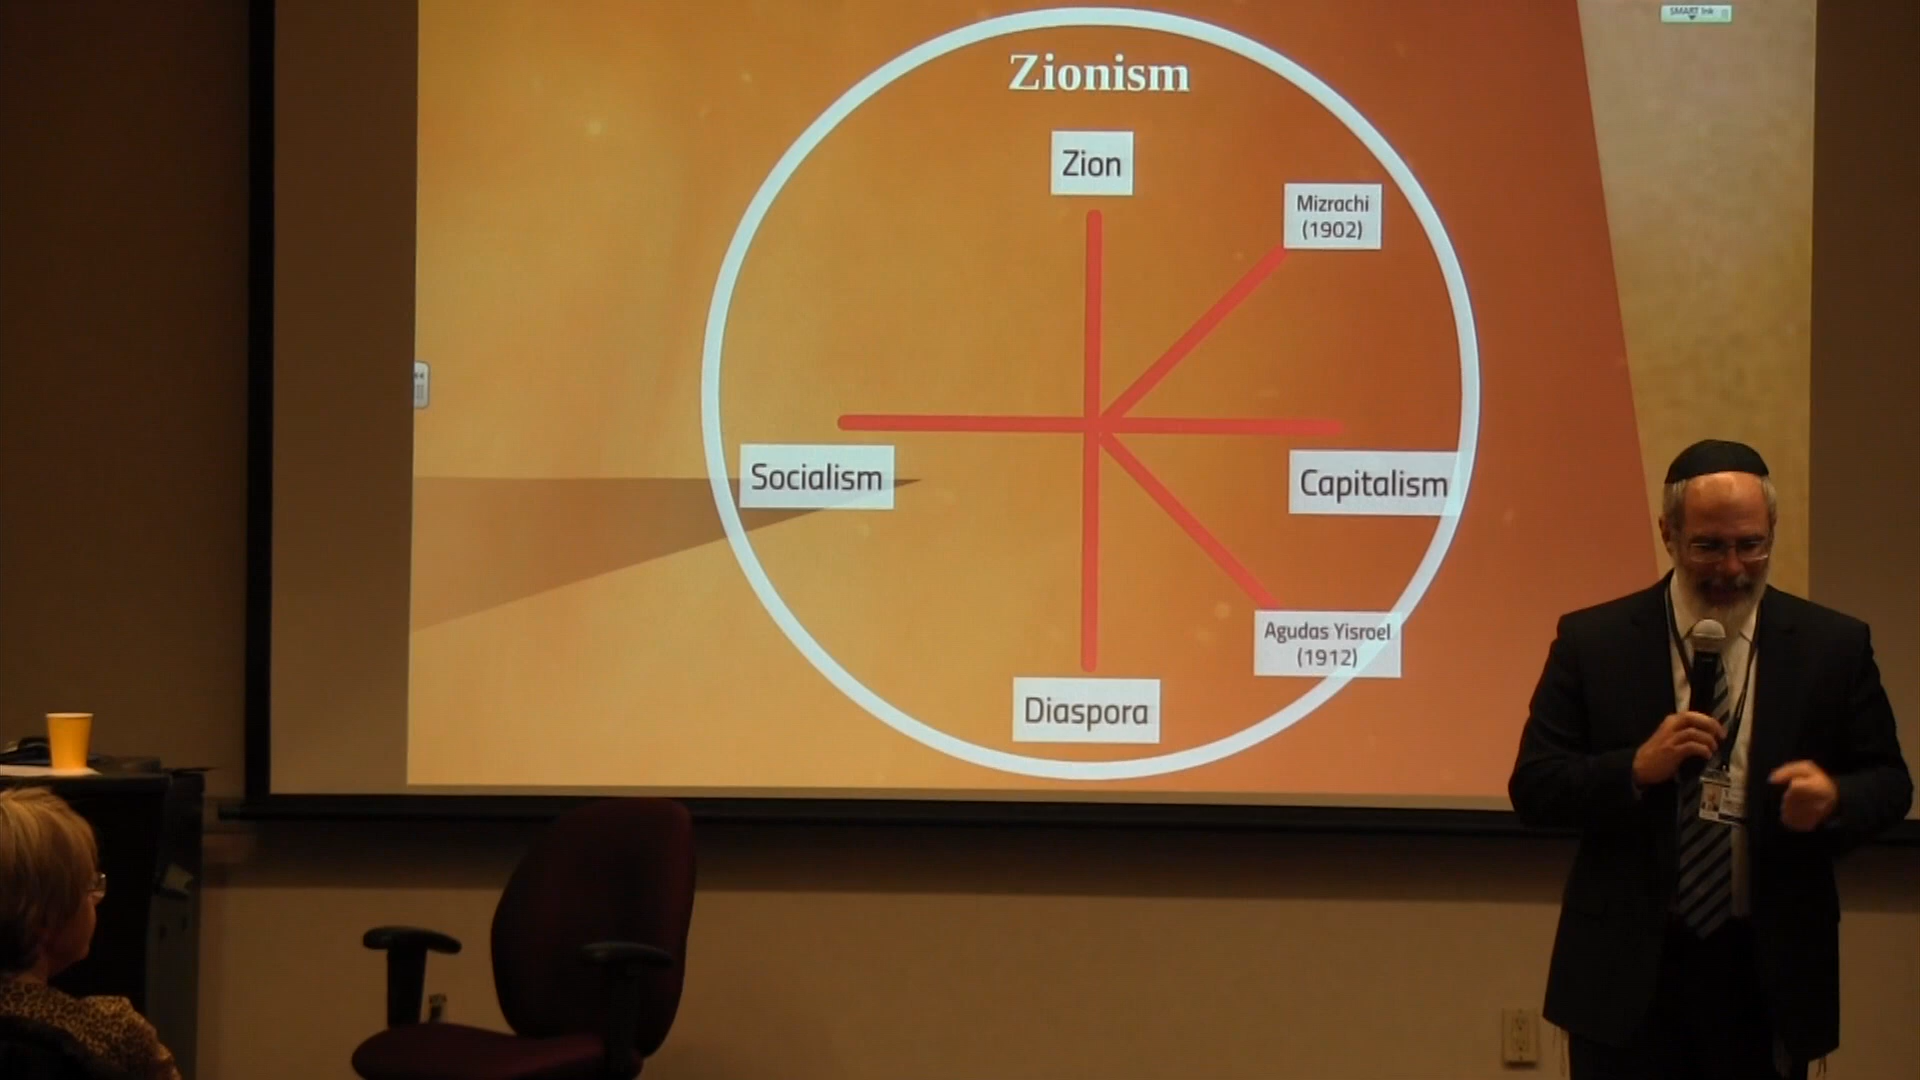 SMART Ink
Zionism
Zion
Mizrachi
(1902)
Socialism
Capitalism
Agudas Yisroel
(1912)
Diaspora